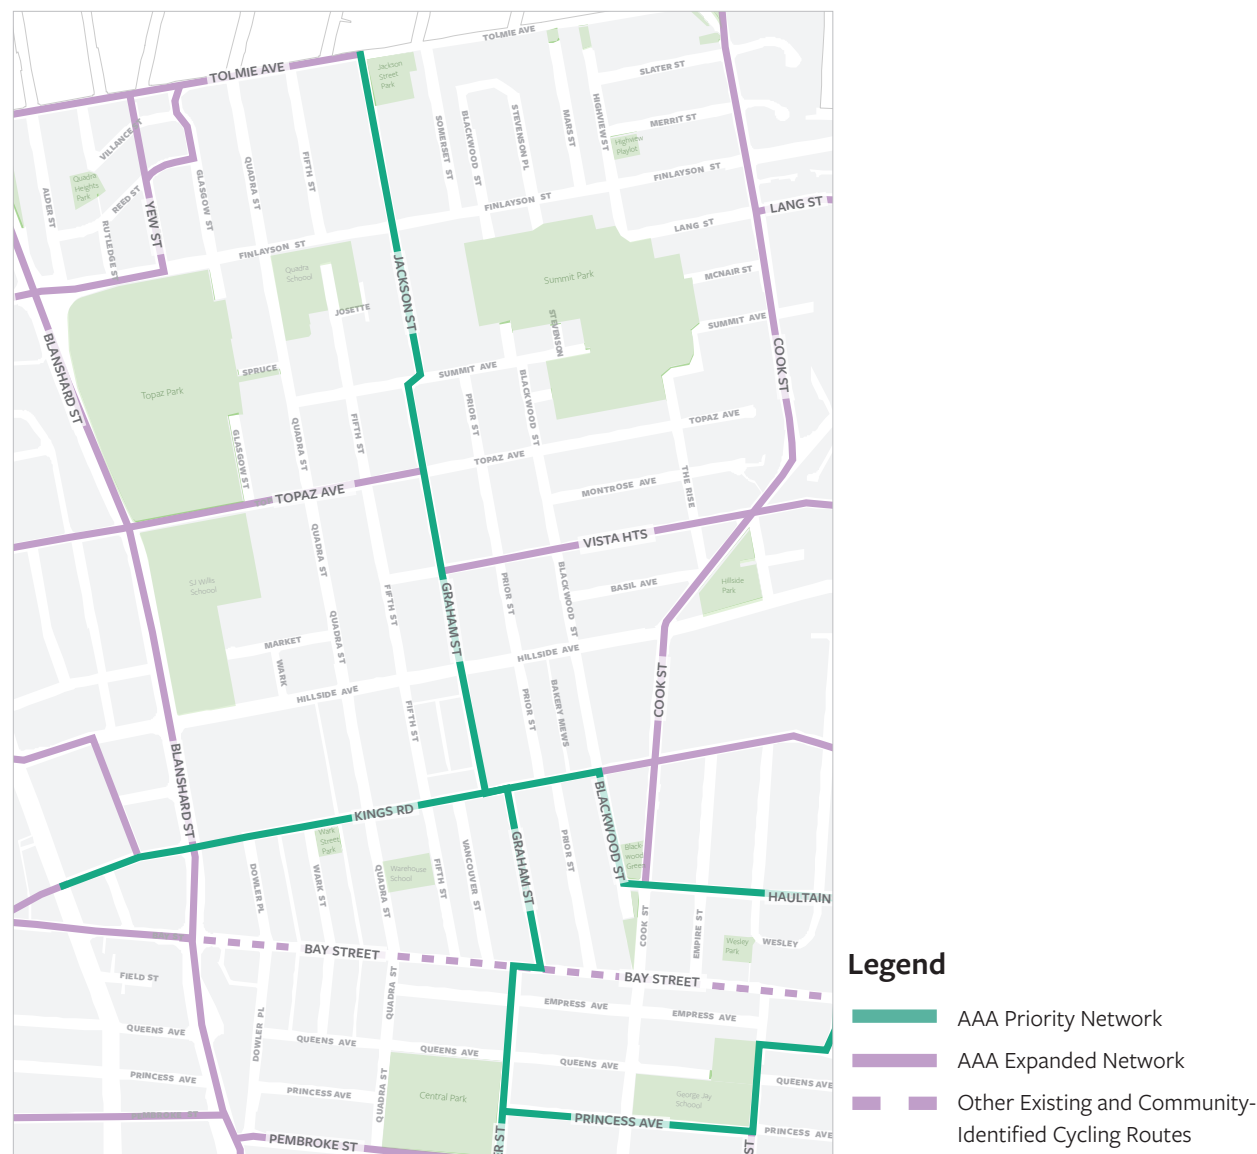 TOLMIE AVE
TOLMIE AVE
Jackson
Street
Park
SLATER ST
HIGHVIEW ST
MARS ST
STEVENSON PL
BLACKWOOD ST
SOMERSET ST
MERRIT ST
Highview
Playlot
VILLANCE
Quadra
Heights
Park
REED ST
ALDER ST
RUTLEDGE ST
YEW ST
GLASGOW ST
QUADRA ST
FIFTH ST
FINLAYSON ST
FINLAYSON ST
FINLAYSON ST
LANG ST
LANG ST
Quadra
School
JACKSON ST
Summit Park
MCNAIR ST
JOSETTE
STEVENSON
SUMMIT AVE
BLANSHARD ST
COOK ST
SPRUCE
SUMMIT AVE
Topaz Park
PRIOR ST
BLACKWOOD ST
TOPAZ AVE
GLASGOW ST
QUADRA ST
FIFTH ST
TOPAZ AVE
TOPAZ AVE
MONTROSE AVE
THE RISE
VISTA HTS
QUADRA ST
SJ Willis
School
FIFTH ST
GRAHAM ST
PRIOR ST
BLACKWOOD ST
BASIL AVE
Hillside
Park
QUADRA ST
MARKET
WARK
HILLSIDE AVE
HILLSIDE AVE
COOK ST
FIFTH ST
PRIOR ST
BAKERY MEWS
BLANSHARD ST
KINGS RD
BLACKWOOD ST
Wark
Street
Park
GRAHAM ST
VANCOUVER ST
PRIOR ST
Black-
wood
Green
DOWLER PL
WARK ST
QUADRA ST
Warehouse
School
FIFTH ST
HAULTAIN
COOK ST
EMPIRE ST
Wesley
Park
WESLEY
BAY STREET
BAY STREET
FIELD ST
QUADRA ST
EMPRESS AVE
EMPRESS AVE
QUEENS AVE
DOWLER PL
QUEENS AVE
QUEENS AVE
QUEENS AVE
QUEENS AVE
PRINCESS AVE
PRINCESS AVE
QUADRA ST
Central Park
George Jay
School
PRINCESS AVE
PRINCESS AVE
PEMBROKE ST
ER ST
ST
Legend
AAA Priority Network
AAA Expanded Network
Other Existing and Community-
Identified Cycling Routes